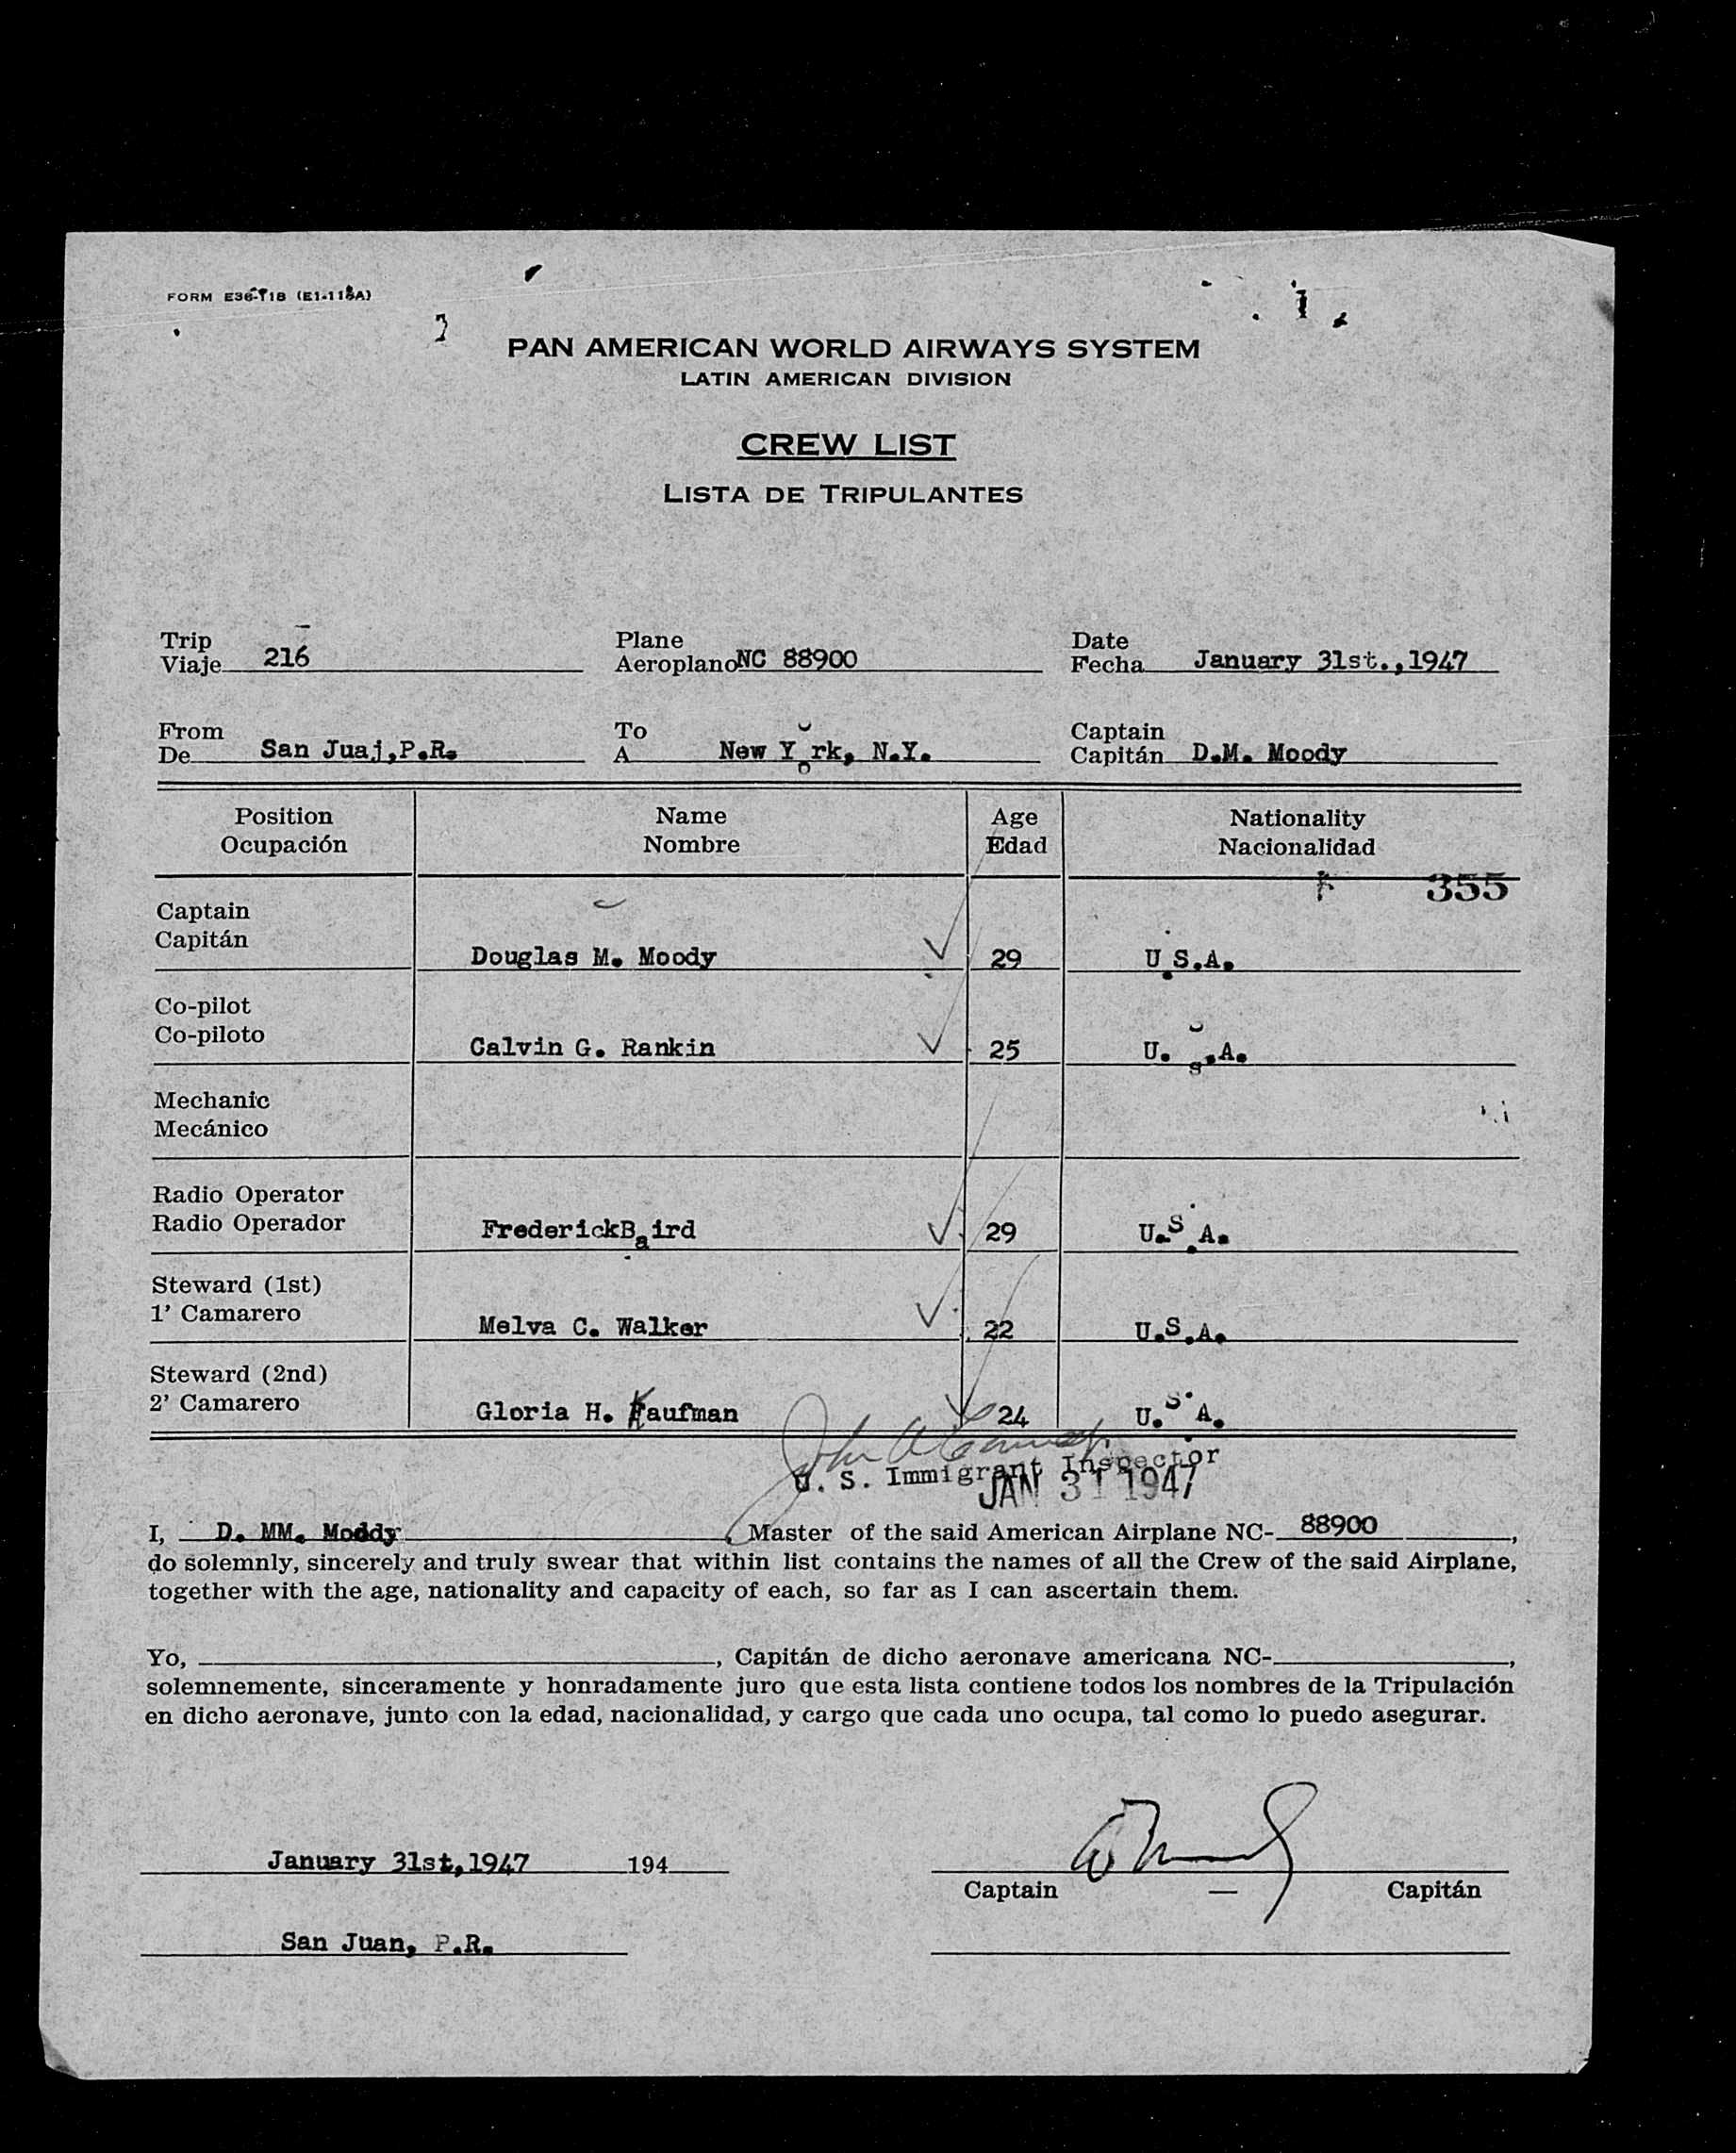 FORM E36-118 (E1-118A)
PAN AMERICAN WORLD AIRWAYS SYSTEM
LATIN AMERICAN DIVISION
CREW LIST
LISTA DE TRIPULANTES
Trip Plane Date
Viaje 216 Aeroplano NC 88900 Fecha January 31st.,1947
From To Captain
De San Juaj,P.R. A New York, N.Y. Capitán D.M. Moody
Position Name Age Nationality
Ocupación Nombre Edad Nacionalidad
355
Captain
Capitán Douglas M. Moody 29 U.S.A.
Co-pilot
Co-piloto Calvin G. Rankin 25 U.S.A.
Mechanic
Mecánico
Radio Operator
Radio Operador FrederickBaird 29 U.S.A.
Steward (1st)
1' Camarero Melva C. Walker 22 U.S.A.
Steward (2nd)
2' Camarero Gloria H. Kaufman 24 U.S.A.
John A
U. S. Immigrant Inspector
JAN 31 1947
I, D. MM. Moddy, Master of the said American Airplane NC- 88900,
do solemnly, sincerely and truly swear that within list contains the names of all the Crew of the said Airplane,
together with the age, nationality and capacity of each, so far as I can ascertain them.
Yo, , Capitán de dicho aeronave americana NC- ,
solemnemente, sinceramente y honradamente juro que esta lista contiene todos los nombres de la Tripulación
en dicho aeronave, junto con la edad, nacionalidad, y cargo que cada uno ocupa, tal como lo puedo asegurar.
January 31st,1947 194
Captain — Capitán
San Juan, P.R.